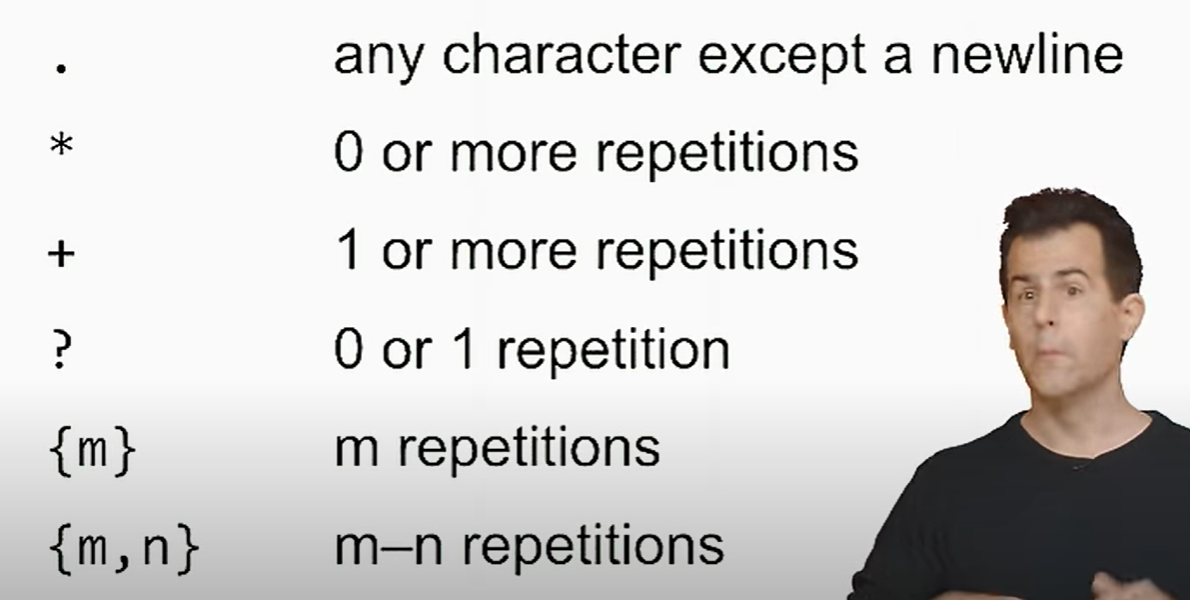 . any character except a newline
* 0 or more repetitions
+ 1 or more repetitions
? 0 or 1 repetition
{m} m repetitions
{m,n} m–n repetitions